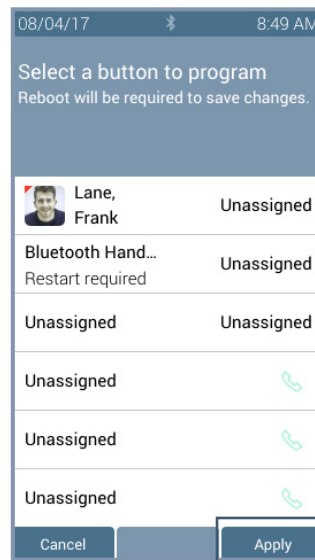 08/04/17 8:49 AM
Select a button to program
Reboot will be required to save changes.
Lane,
Frank
Unassigned
Bluetooth Hand...
Restart required
Unassigned
Unassigned Unassigned
Unassigned
Unassigned
Unassigned
Cancel Apply